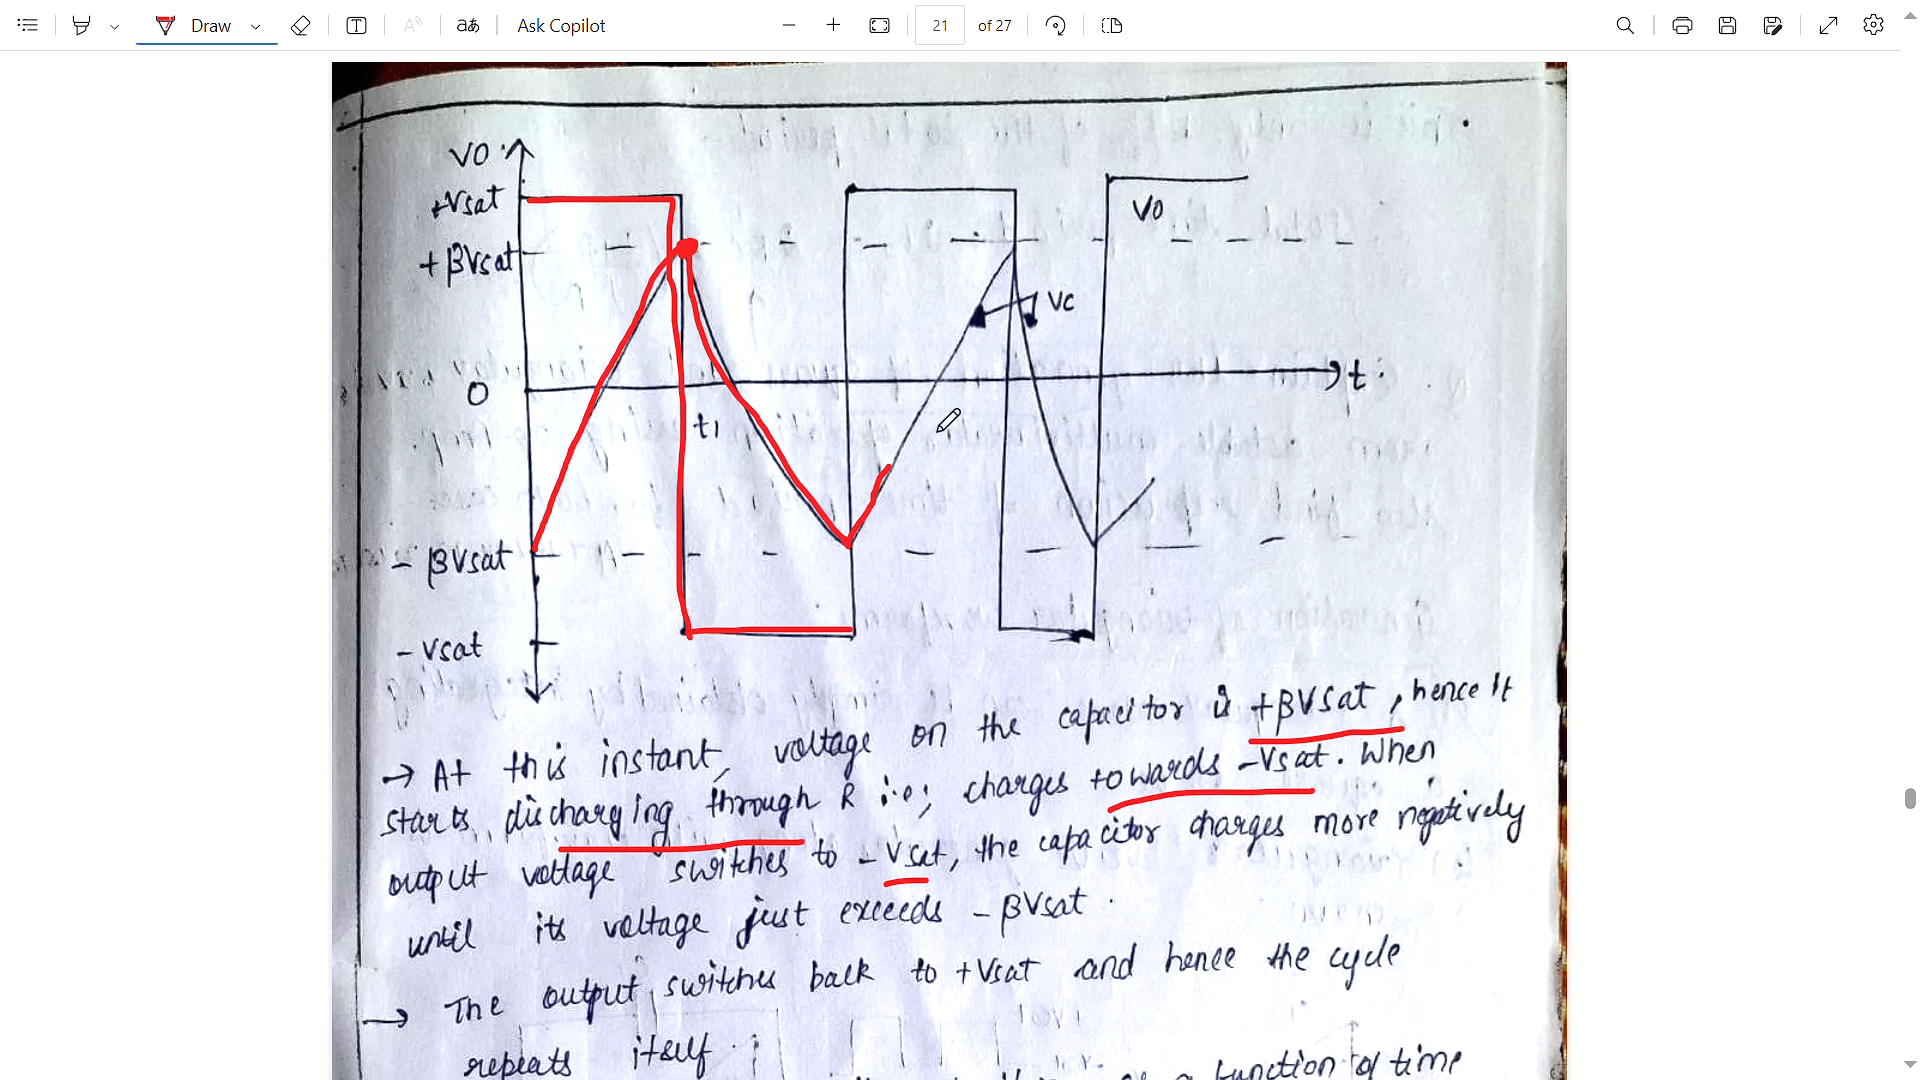 Draw
Ask Copilot
21 of 27
VO
+Vsat
+ βVsat
VO
VC
0
t
t1
- βVsat
- Vsat
→ At this instant, voltage on the capacitor is +βVsat, hence it
starts discharging through R i.e; charges towards -Vsat. When
output voltage switches to - Vsat, the capacitor charges more negatively
until its voltage just exceeds - βVsat.
→ The output switches back to +Vsat and hence the cycle
repeats itself.
function of time